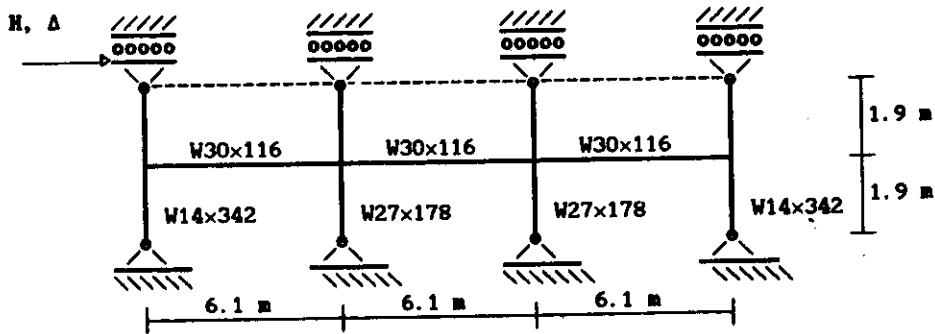 H, Δ
1.9 m
W30×116 W30×116 W30×116
1.9 m
W14×342 W27×178 W27×178 W14×342
6.1 m 6.1 m 6.1 m